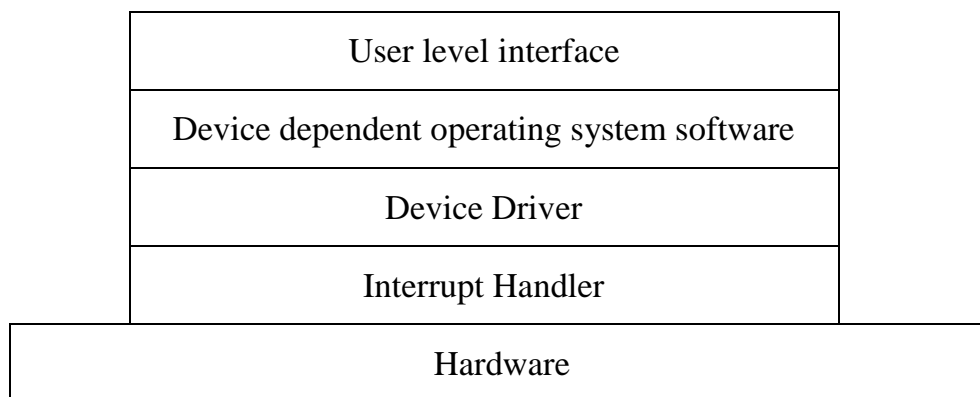 User level interface
Device dependent operating system software
Device Driver
Interrupt Handler
Hardware